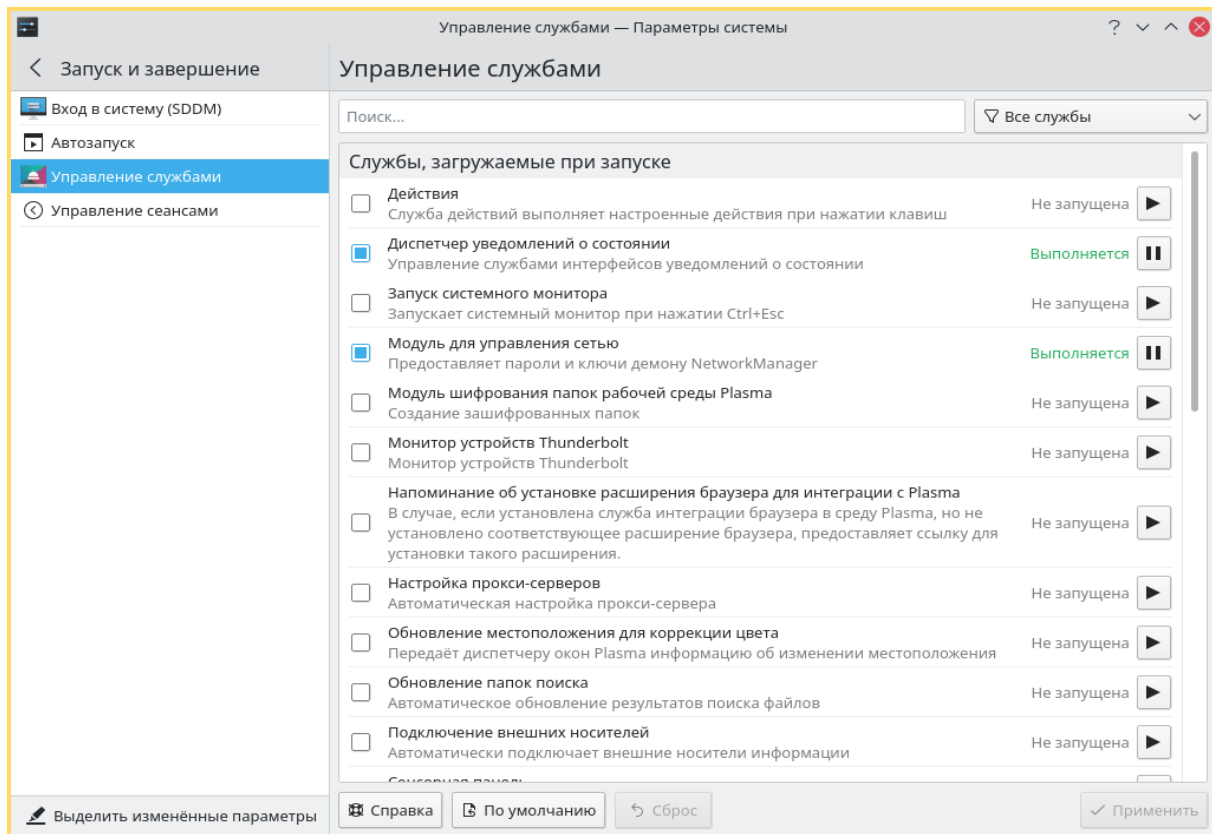 Управление службами — Параметры системы
Запуск и завершение
Управление службами
Вход в систему (SDDM)
Автозапуск
Управление службами
Управление сеансами
Поиск...
Все службы
Службы, загружаемые при запуске
Действия
Служба действий выполняет настроенные действия при нажатии клавиш
Не запущена
Диспетчер уведомлений о состоянии
Управление службами интерфейсов уведомлений о состоянии
Выполняется
Запуск системного монитора
Запускает системный монитор при нажатии Ctrl+Esc
Не запущена
Модуль для управления сетью
Предоставляет пароли и ключи демону NetworkManager
Выполняется
Модуль шифрования папок рабочей среды Plasma
Создание зашифрованных папок
Не запущена
Монитор устройств Thunderbolt
Монитор устройств Thunderbolt
Не запущена
Напоминание об установке расширения браузера для интеграции с Plasma
В случае, если установлена служба интеграции браузера в среду Plasma, но не
установлено соответствующее расширение браузера, предоставляет ссылку для
установки такого расширения.
Не запущена
Настройка прокси-серверов
Автоматическая настройка прокси-сервера
Не запущена
Обновление местоположения для коррекции цвета
Передаёт диспетчеру окон Plasma информацию об изменении местоположения
Не запущена
Обновление папок поиска
Автоматическое обновление результатов поиска файлов
Не запущена
Подключение внешних носителей
Автоматически подключает внешние носители информации
Не запущена
Выделить изменённые параметры
Справка
По умолчанию
Сброс
Применить